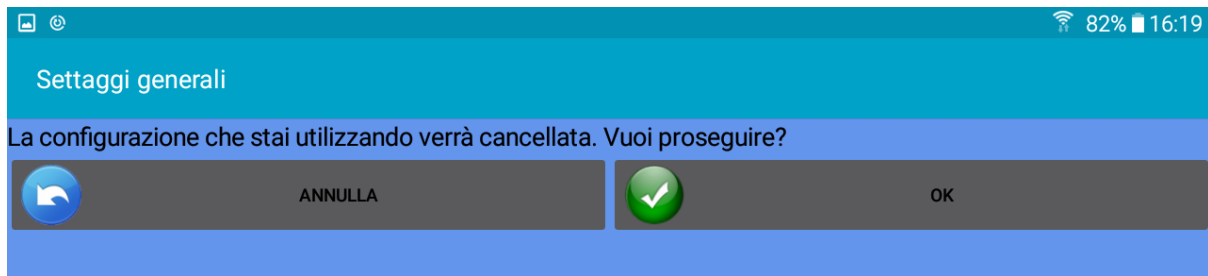 82% 16:19
Settaggi generali
La configurazione che stai utilizzando verrà cancellata. Vuoi proseguire?
ANNULLA OK